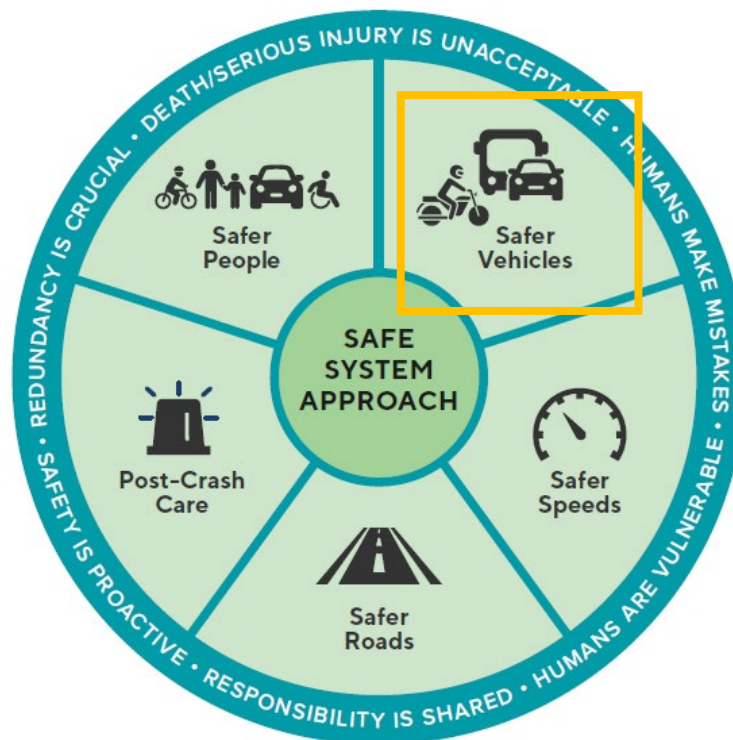 DEATH/SERIOUS INJURY IS UNACCEPTABLE • HUMANS MAKE MISTAKES • HUMANS ARE VULNERABLE • RESPONSIBILITY IS SHARED • SAFETY IS PROACTIVE • REDUNDANCY IS CRUCIAL •
Safer
People
Safer
Vehicles
SAFE
SYSTEM
APPROACH
Post-Crash
Care
Safer
Speeds
Safer
Roads